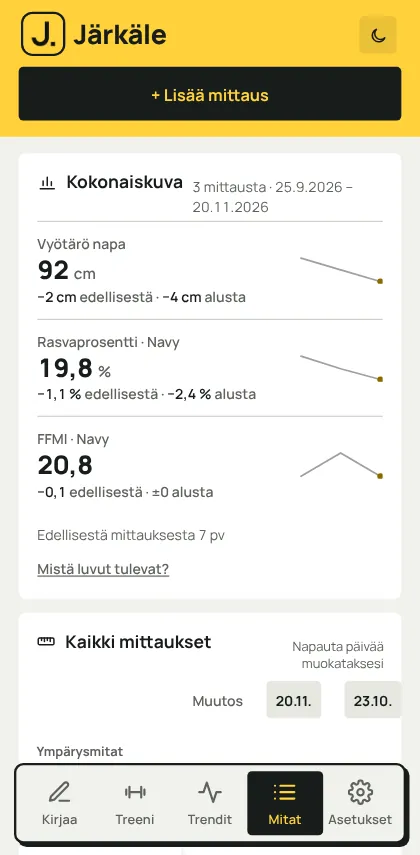 J. Järkäle
+ Lisää mittaus
Kokonaiskuva
3 mittausta · 25.9.2026 –
20.11.2026
Vyötärö napa
92 cm
−2 cm edellisestä · −4 cm alusta
Rasvaprosentti · Navy
19,8 %
−1,1 % edellisestä · −2,4 % alusta
FFMI · Navy
20,8
−0,1 edellisestä · ±0 alusta
Edellisestä mittauksesta 7 pv
Mistä luvut tulevat?
Kaikki mittaukset
Napauta päivää
muokataksesi
Muutos 20.11. 23.10.
Ympärysmitat
Kirjaa Treeni Trendit Mitat Asetukset